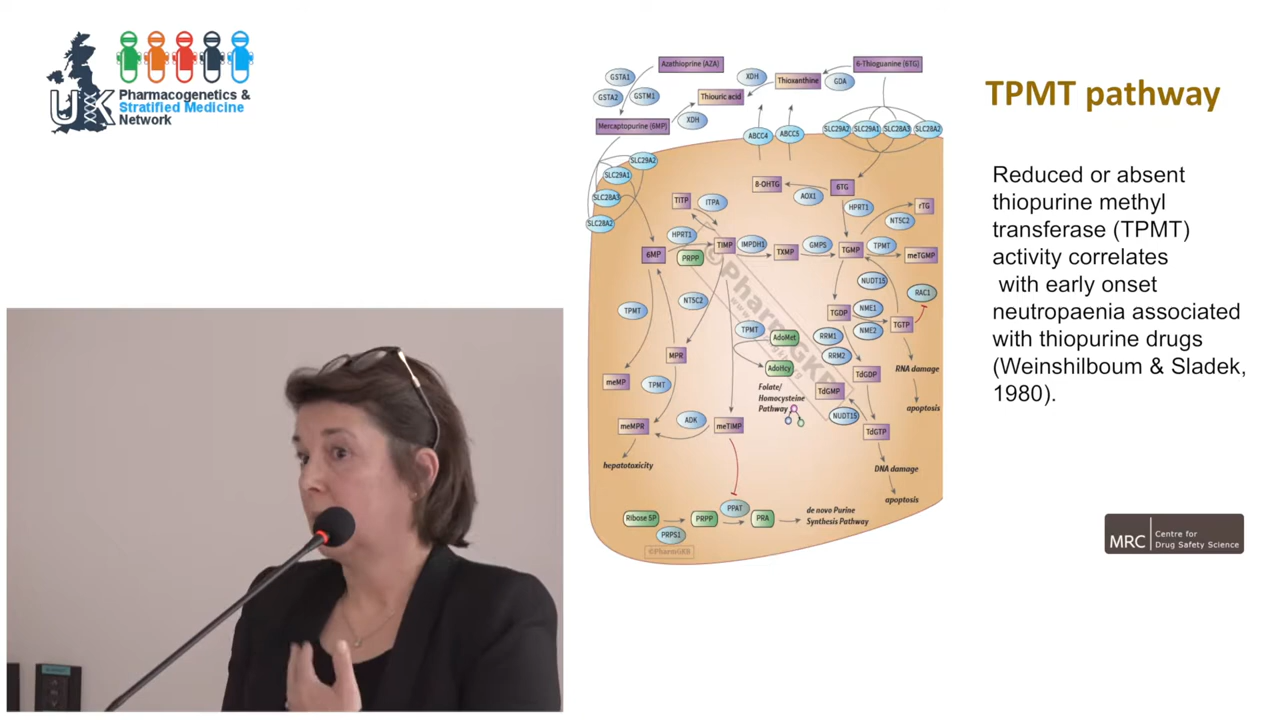 UK
Pharmacogenetics &
Stratified Medicine
Network
TPMT pathway
Reduced or absent
thiopurine methyl
transferase (TPMT)
activity correlates
with early onset
neutropaenia associated
with thiopurine drugs
(Weinshilboum & Sladek,
1980).
MRC
Centre for
Drug Safety Science
Azathioprine (AZA)
6-Thioguanine (6TG)
GSTA1
XDH
Thioxanthine
GDA
GSTA2
GSTM1
Thiouric acid
Mercaptopurine (6MP)
XDH
ABCC4
ABCC5
SLC29A2
SLC29A1
SLC28A3
SLC28A2
SLC29A2
SLC29A1
SLC28A3
SLC28A2
8-OHTG
6TG
AOX1
TITP
ITPA
HPRT1
rTG
NT5C2
HPRT1
6MP
PRPP
TIMP
IMPDH1
TXMP
GMPS
TGMP
TPMT
meTGMP
NUDT15
RAC1
TPMT
NT5C2
TGDP
NME1
NME2
TGTP
TPMT
AdoMet
RRM1
RRM2
MPR
AdoHcy
TdGDP
RNA damage
meMP
TPMT
Folate/
Homocysteine
Pathway
TdGMP
apoptosis
NUDT15
meMPR
ADK
meTIMP
TdGTP
hepatotoxicity
DNA damage
apoptosis
Ribose 5P
PRPS1
PRPP
PPAT
PRA
de novo Purine
Synthesis Pathway
©PharmGKB
©PharmGKB